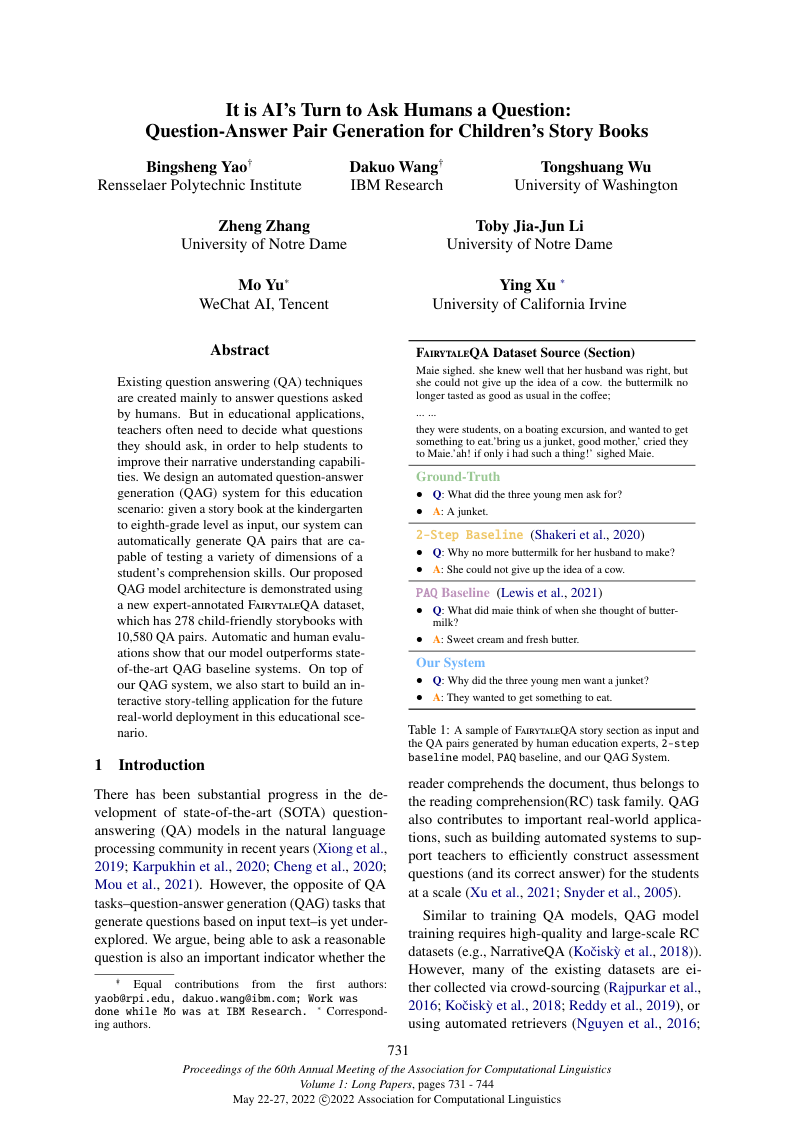 It is AI's Turn to Ask Humans a Question:
Question-Answer Pair Generation for Children's Story Books
Bingsheng Yao†
Rensselaer Polytechnic Institute
Dakuo Wang†
IBM Research
Tongshuang Wu
University of Washington
Zheng Zhang
University of Notre Dame
Toby Jia-Jun Li
University of Notre Dame
Mo Yu*
WeChat AI, Tencent
Ying Xu *
University of California Irvine
Abstract
Existing question answering (QA) techniques
are created mainly to answer questions asked
by humans. But in educational applications,
teachers often need to decide what questions
they should ask, in order to help students to
improve their narrative understanding capabili-
ties. We design an automated question-answer
generation (QAG) system for this education
scenario: given a story book at the kindergarten
to eighth-grade level as input, our system can
automatically generate QA pairs that are ca-
pable of testing a variety of dimensions of a
student's comprehension skills. Our proposed
QAG model architecture is demonstrated using
a new expert-annotated FAIRYTALEQA dataset,
which has 278 child-friendly storybooks with
10,580 QA pairs. Automatic and human evalu-
ations show that our model outperforms state-
of-the-art QAG baseline systems. On top of
our QAG system, we also start to build an in-
teractive story-telling application for the future
real-world deployment in this educational sce-
nario.
1 Introduction
There has been substantial progress in the de-
velopment of state-of-the-art (SOTA) question-
answering (QA) models in the natural language
processing community in recent years (Xiong et al.,
2019; Karpukhin et al., 2020; Cheng et al., 2020;
Mou et al., 2021). However, the opposite of QA
tasks–question-answer generation (QAG) tasks that
generate questions based on input text–is yet under-
explored. We argue, being able to ask a reasonable
question is also an important indicator whether the
Equal contributions from the first authors:
yaob@rpi.edu, dakuo.wang@ibm.com; Work was
done while Mo was at IBM Research. * Correspond-
ing authors.
FAIRYTALEQA Dataset Source (Section)
Maie sighed. she knew well that her husband was right, but
she could not give up the idea of a cow. the buttermilk no
longer tasted as good as usual in the coffee;
... ...
they were students, on a boating excursion, and wanted to get
something to eat.'bring us a junket, good mother,' cried they
to Maie.'ah! if only i had such a thing!' sighed Maie.
Ground-Truth
• Q: What did the three young men ask for?
• A: A junket.
2-Step Baseline (Shakeri et al., 2020)
• Q: Why no more buttermilk for her husband to make?
• A: She could not give up the idea of a cow.
PAQ Baseline (Lewis et al., 2021)
• Q: What did maie think of when she thought of butter-
milk?
• A: Sweet cream and fresh butter.
Our System
• Q: Why did the three young men want a junket?
• A: They wanted to get something to eat.
Table 1: A sample of FAIRYTALEQA story section as input and
the QA pairs generated by human education experts, 2-step
baseline model, PAQ baseline, and our QAG System.
reader comprehends the document, thus belongs to
the reading comprehension(RC) task family. QAG
also contributes to important real-world applica-
tions, such as building automated systems to sup-
port teachers to efficiently construct assessment
questions (and its correct answer) for the students
at a scale (Xu et al., 2021; Snyder et al., 2005).
Similar to training QA models, QAG model
training requires high-quality and large-scale RC
datasets (e.g., NarrativeQA (Kočiskỳ et al., 2018)).
However, many of the existing datasets are ei-
ther collected via crowd-sourcing (Rajpurkar et al.,
2016; Kočiskỳ et al., 2018; Reddy et al., 2019), or
using automated retrievers (Nguyen et al., 2016;
731
Proceedings of the 60th Annual Meeting of the Association for Computational Linguistics
Volume 1: Long Papers, pages 731 - 744
May 22-27, 2022 ©2022 Association for Computational Linguistics